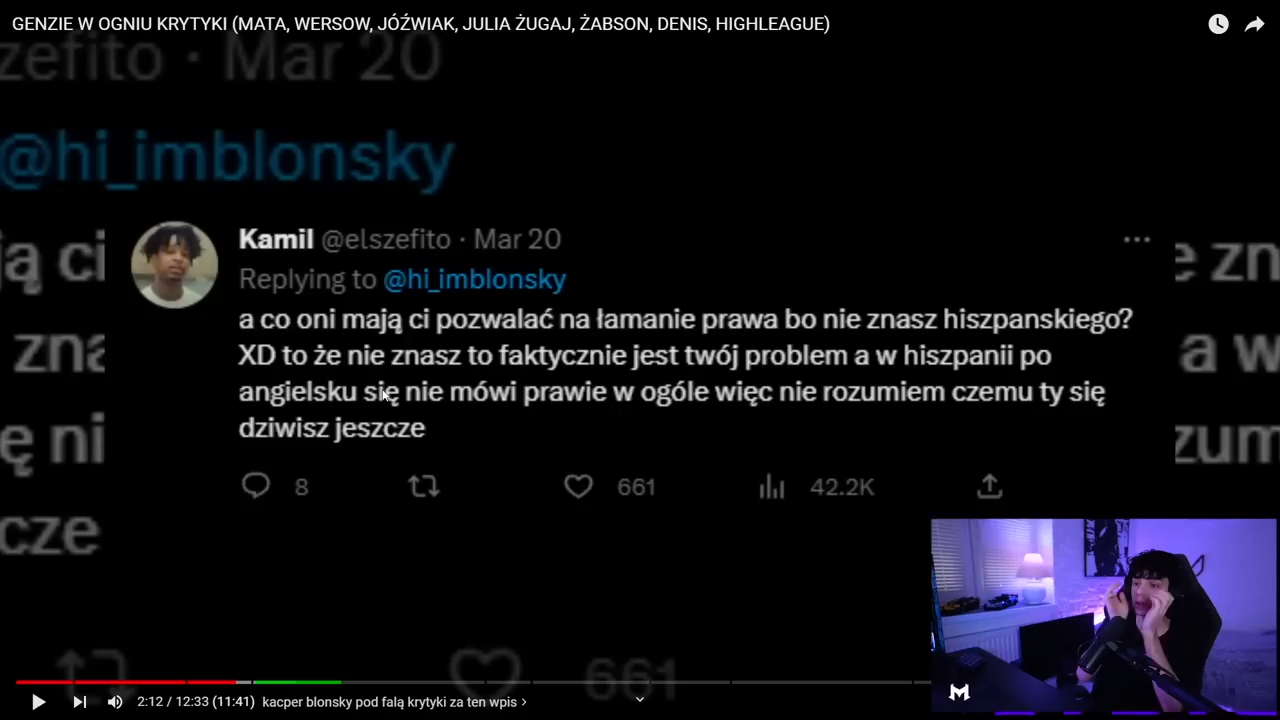 GENZIE W OGNIU KRYTYKI (MATA, WERSOW, JÓŹWIAK, JULIA ŻUGAJ, ŻABSON, DENIS, HIGHLEAGUE)
zefito · Mar 20
@hi_imblonsky
Kamil @elszefito · Mar 20
Replying to @hi_imblonsky
a co oni mają ci pozwalać na łamanie prawa bo nie znasz hiszpanskiego?
XD to że nie znasz to faktycznie jest twój problem a w hiszpanii po
angielsku się nie mówi prawie w ogóle więc nie rozumiem czemu ty się
dziwisz jeszcze
8 661 42.2K
661
2:12 / 12:33 (11:41) kacper blonsky pod falą krytyki za ten wpis